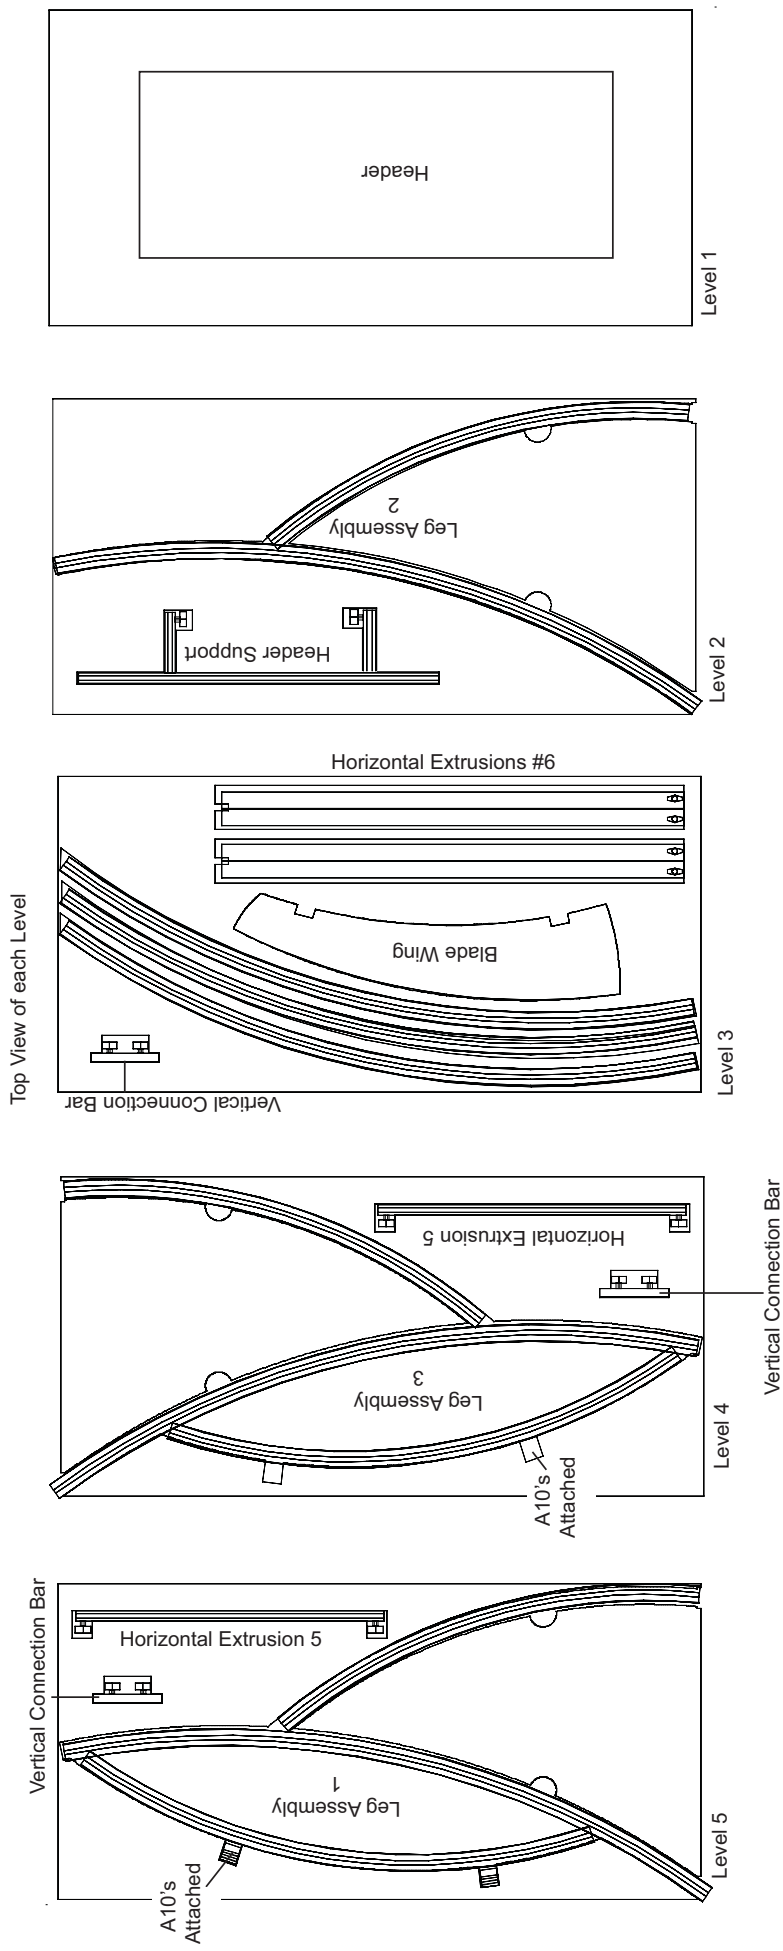 Header
Level 1
2
Leg Assembly
Header Support
Level 2
Horizontal Extrusions #6
Top View of each Level
Blade Wing
Vertical Connection
Bar
Level 3
Horizontal Extrusion 5
Vertical Connection Bar
3
Leg Assembly
Level 4
A10's
Attached
Vertical Connection Bar
Horizontal Extrusion 5
1
Leg Assembly
Level 5
A10's
Attached